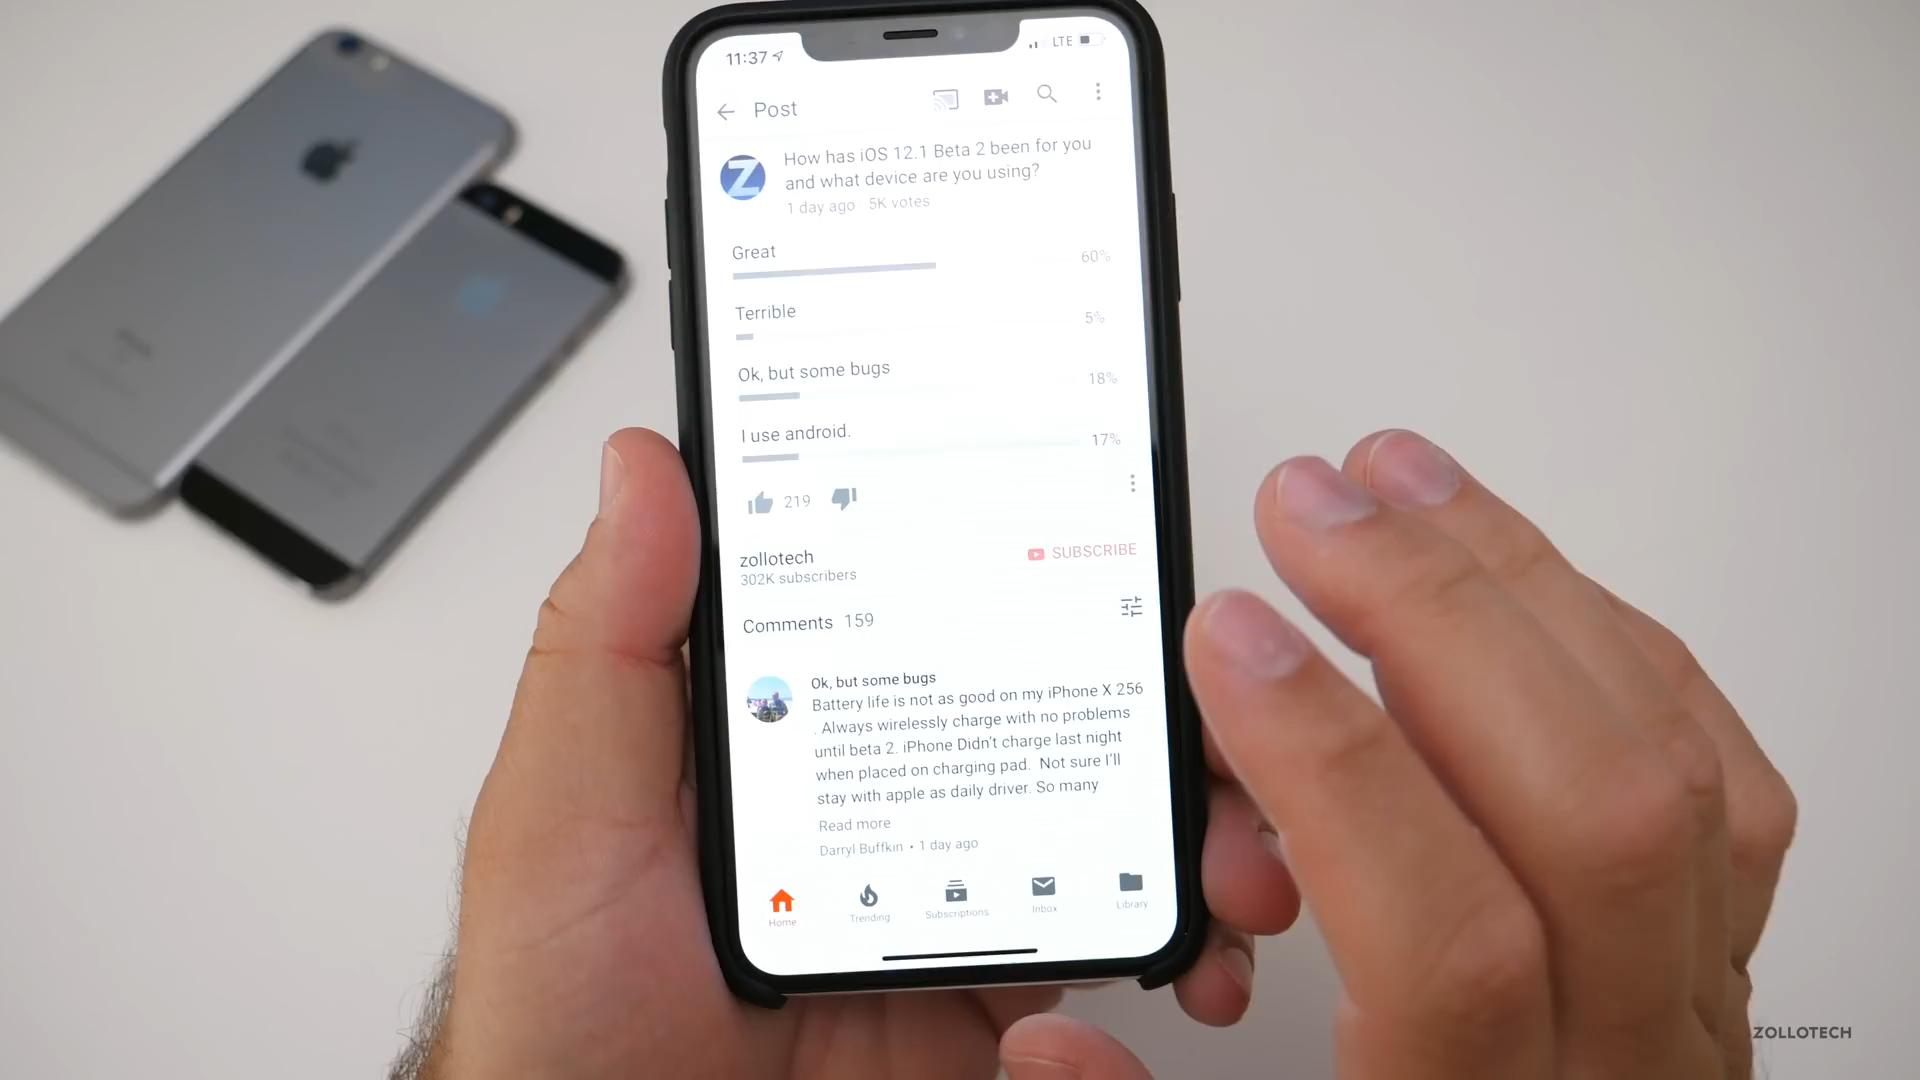 11:37
LTE
Post
How has iOS 12.1 Beta 2 been for you
and what device are you using?
1 day ago 5K votes
Great
60%
Terrible
5%
Ok, but some bugs
18%
I use android.
17%
219
zollotech
SUBSCRIBE
302K subscribers
Comments 159
Ok, but some bugs
Battery life is not as good on my iPhone X 256
. Always wirelessly charge with no problems
until beta 2. iPhone Didn't charge last night
when placed on charging pad. Not sure I'll
stay with apple as daily driver. So many
Read more
Darryl Buffkin • 1 day ago
Home
Trending
Subscriptions
Inbox
Library
ZOLLOTECH